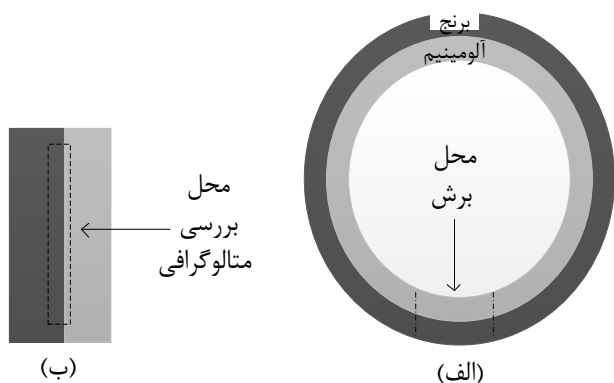 برنج
آلومینیم
محل
برش
(الف)
محل
بررسی
متالوگرافی
(ب)